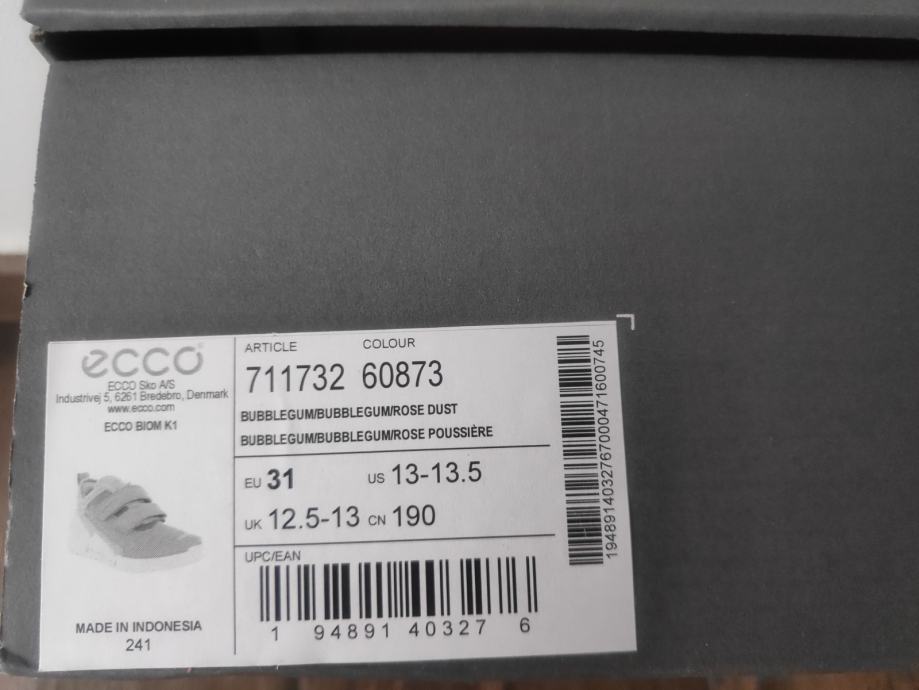 ecco
ECCO Sko A/S
Industrivej 5, 6261 Bredebro, Denmark
www.ecco.com
ECCO BIOM K1
MADE IN INDONESIA
241
ARTICLE COLOUR
711732 60873
BUBBLEGUM/BUBBLEGUM/ROSE DUST
BUBBLEGUM/BUBBLEGUM/ROSE POUSSIÈRE
EU 31 US 13-13.5
UK 12.5-13 CN 190
UPC/EAN
1 94891 40327 6
1948914032767000471600745